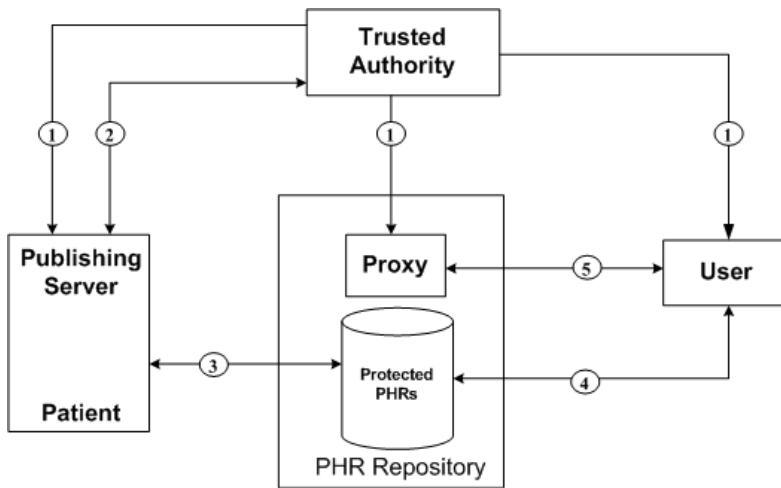 Trusted
Authority
1
2
1
1
Publishing
Server
Patient
Proxy
5
User
3
Protected
PHRs
4
PHR Repository